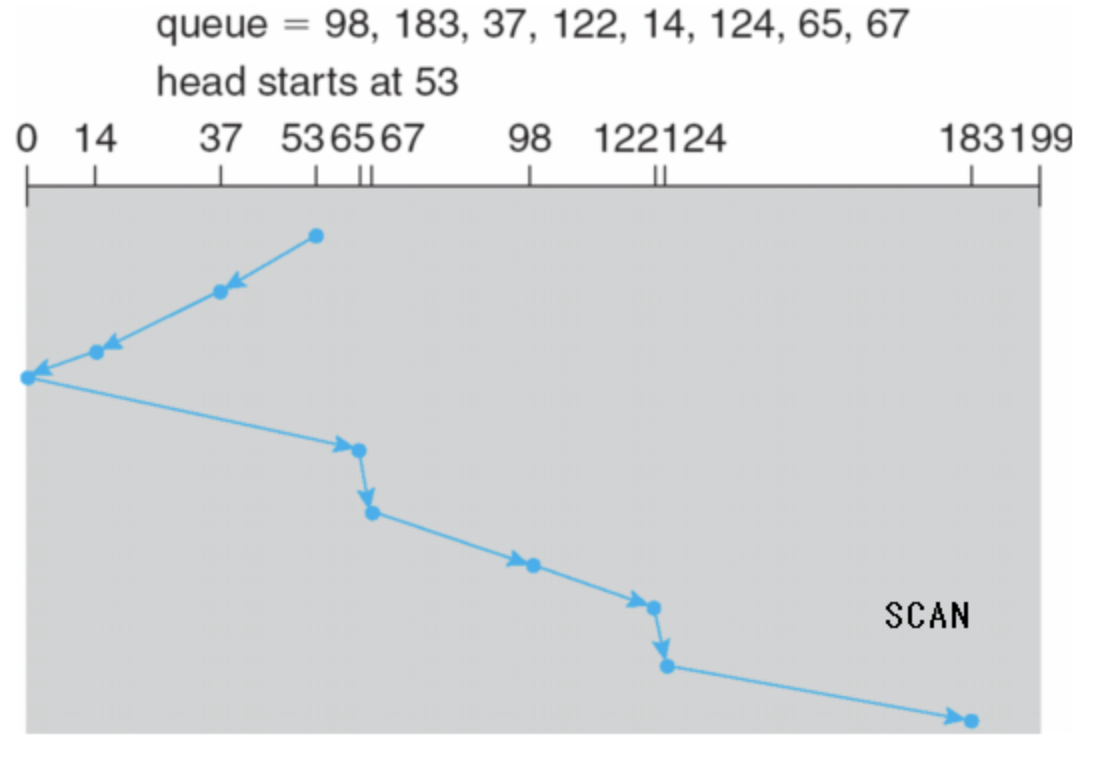 queue = 98, 183, 37, 122, 14, 124, 65, 67
head starts at 53
0 14 37 53 65 67 98 122 124 183 199
SCAN